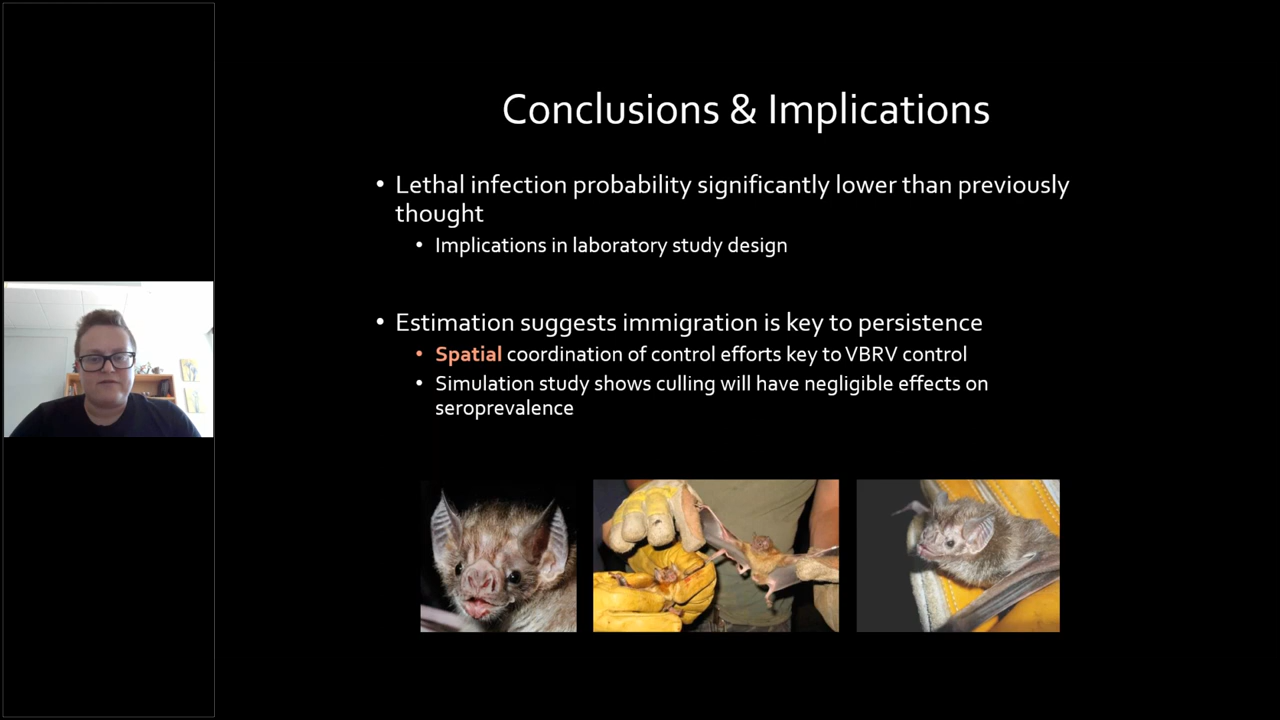 Conclusions & Implications
• Lethal infection probability significantly lower than previously
thought
• Implications in laboratory study design
• Estimation suggests immigration is key to persistence
• Spatial coordination of control efforts key to VBRV control
• Simulation study shows culling will have negligible effects on
seroprevalence